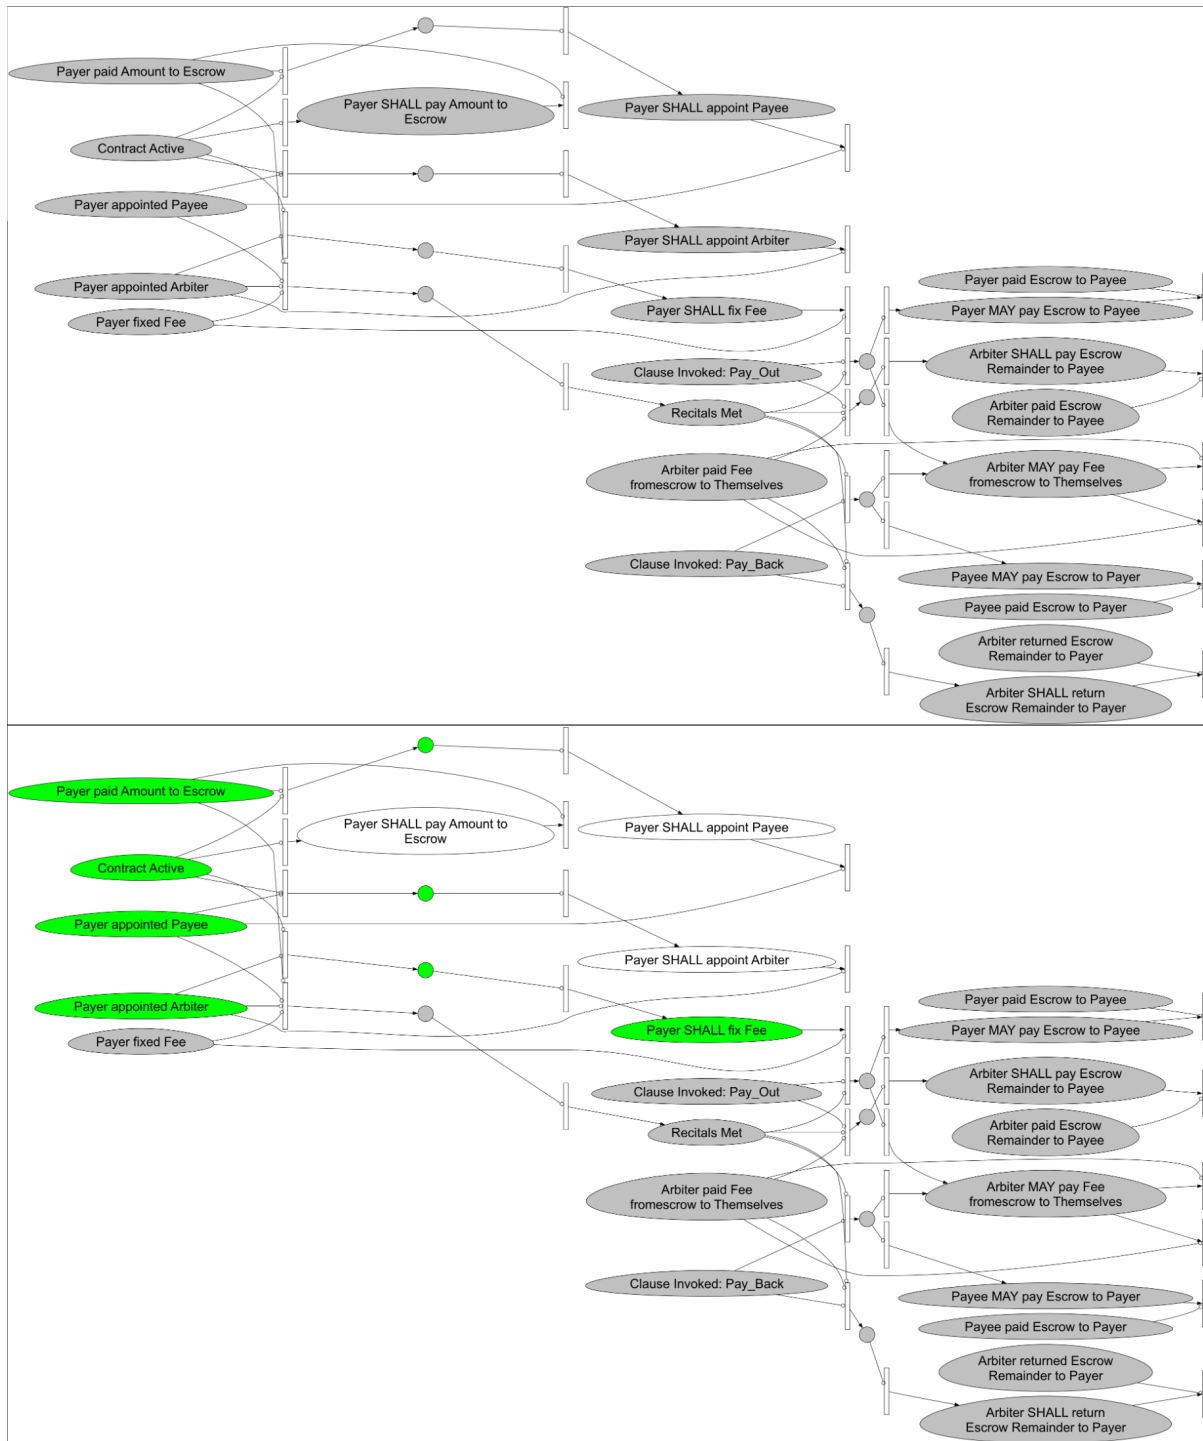 Payer paid Amount to Escrow
Payer SHALL pay Amount to
Escrow
Payer SHALL appoint Payee
Contract Active
Payer appointed Payee
Payer SHALL appoint Arbiter
Payer appointed Arbiter
Payer paid Escrow to Payee
Payer fixed Fee
Payer SHALL fix Fee
Payer MAY pay Escrow to Payee
Clause Invoked: Pay_Out
Arbiter SHALL pay Escrow
Remainder to Payee
Recitals Met
Arbiter paid Escrow
Remainder to Payee
Arbiter paid Fee
fromescrow to Themselves
Arbiter MAY pay Fee
fromescrow to Themselves
Clause Invoked: Pay_Back
Payee MAY pay Escrow to Payer
Payee paid Escrow to Payer
Arbiter returned Escrow
Remainder to Payer
Arbiter SHALL return
Escrow Remainder to Payer
Payer paid Amount to Escrow
Payer SHALL pay Amount to
Escrow
Payer SHALL appoint Payee
Contract Active
Payer appointed Payee
Payer SHALL appoint Arbiter
Payer appointed Arbiter
Payer paid Escrow to Payee
Payer fixed Fee
Payer SHALL fix Fee
Payer MAY pay Escrow to Payee
Clause Invoked: Pay_Out
Arbiter SHALL pay Escrow
Remainder to Payee
Recitals Met
Arbiter paid Escrow
Remainder to Payee
Arbiter paid Fee
fromescrow to Themselves
Arbiter MAY pay Fee
fromescrow to Themselves
Clause Invoked: Pay_Back
Payee MAY pay Escrow to Payer
Payee paid Escrow to Payer
Arbiter returned Escrow
Remainder to Payer
Arbiter SHALL return
Escrow Remainder to Payer